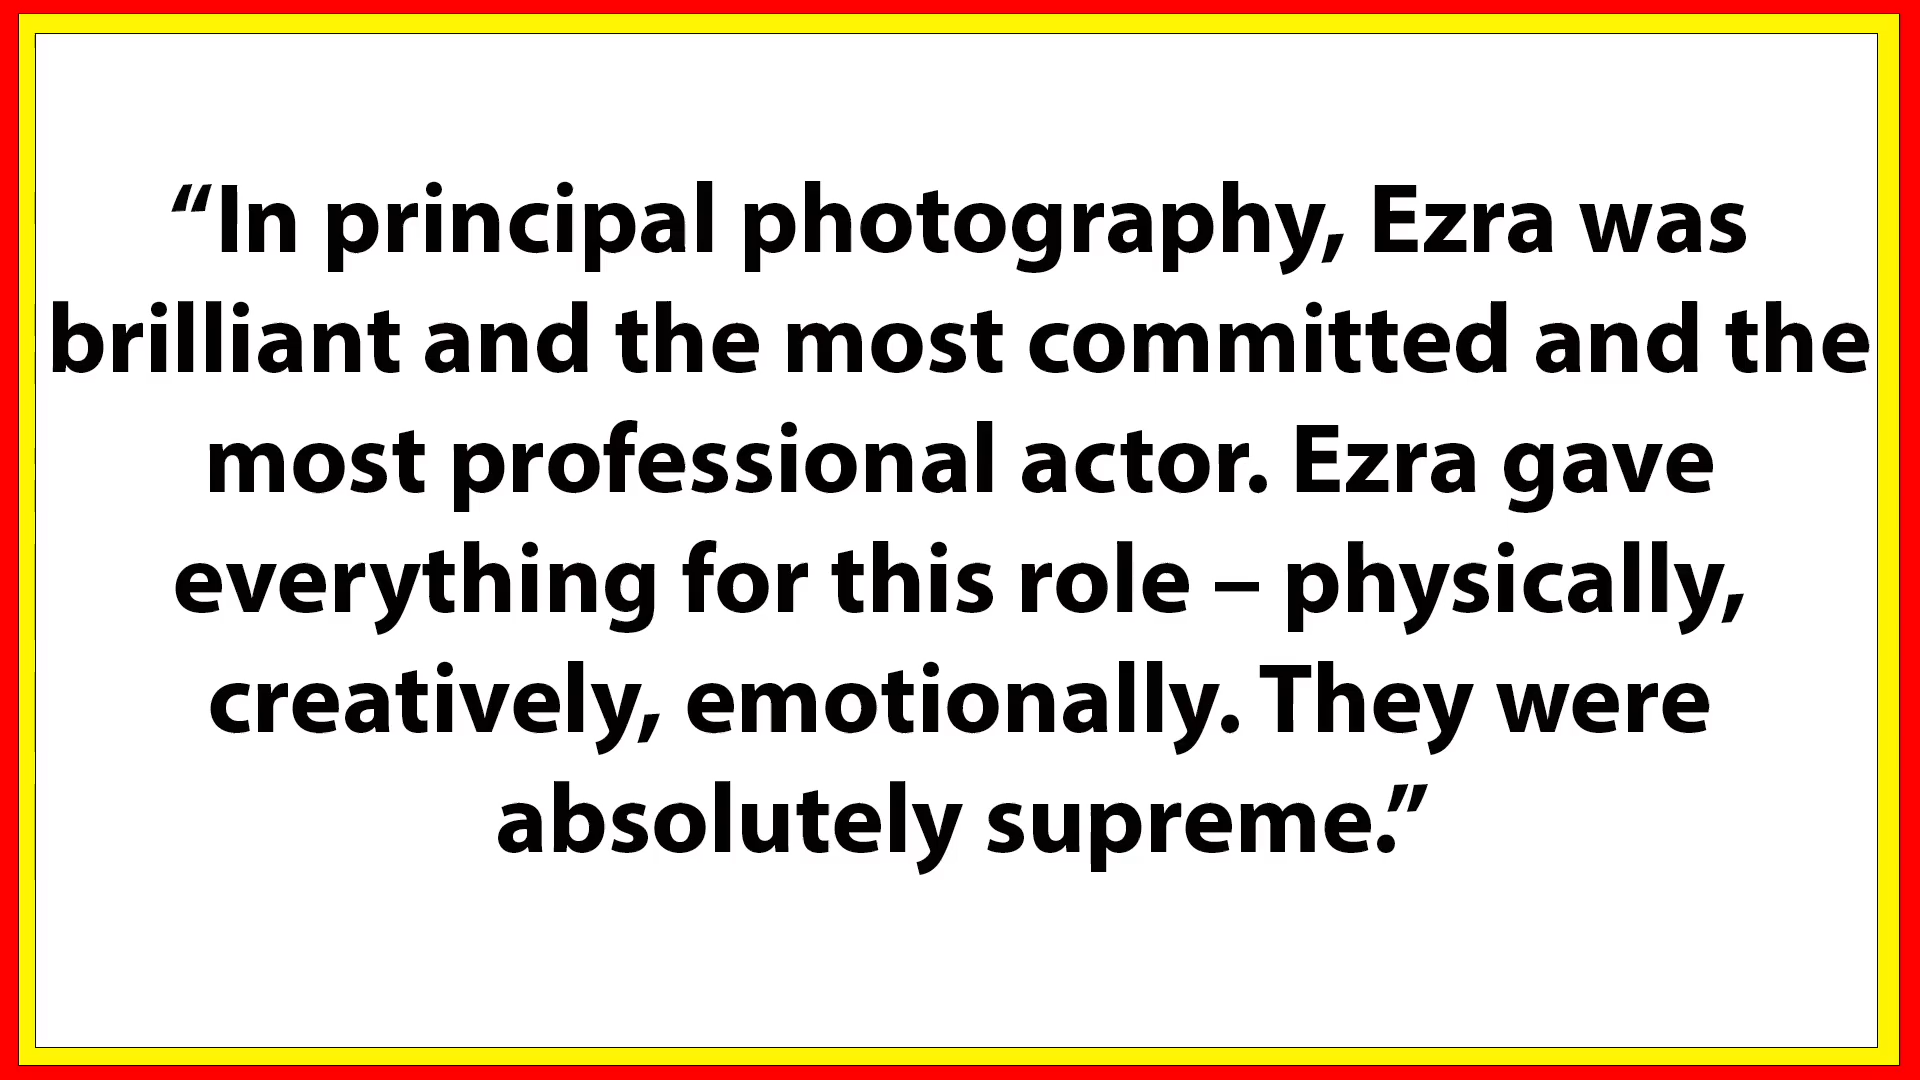 “In principal photography, Ezra was
brilliant and the most committed and the
most professional actor. Ezra gave
everything for this role – physically,
creatively, emotionally. They were
absolutely supreme.”